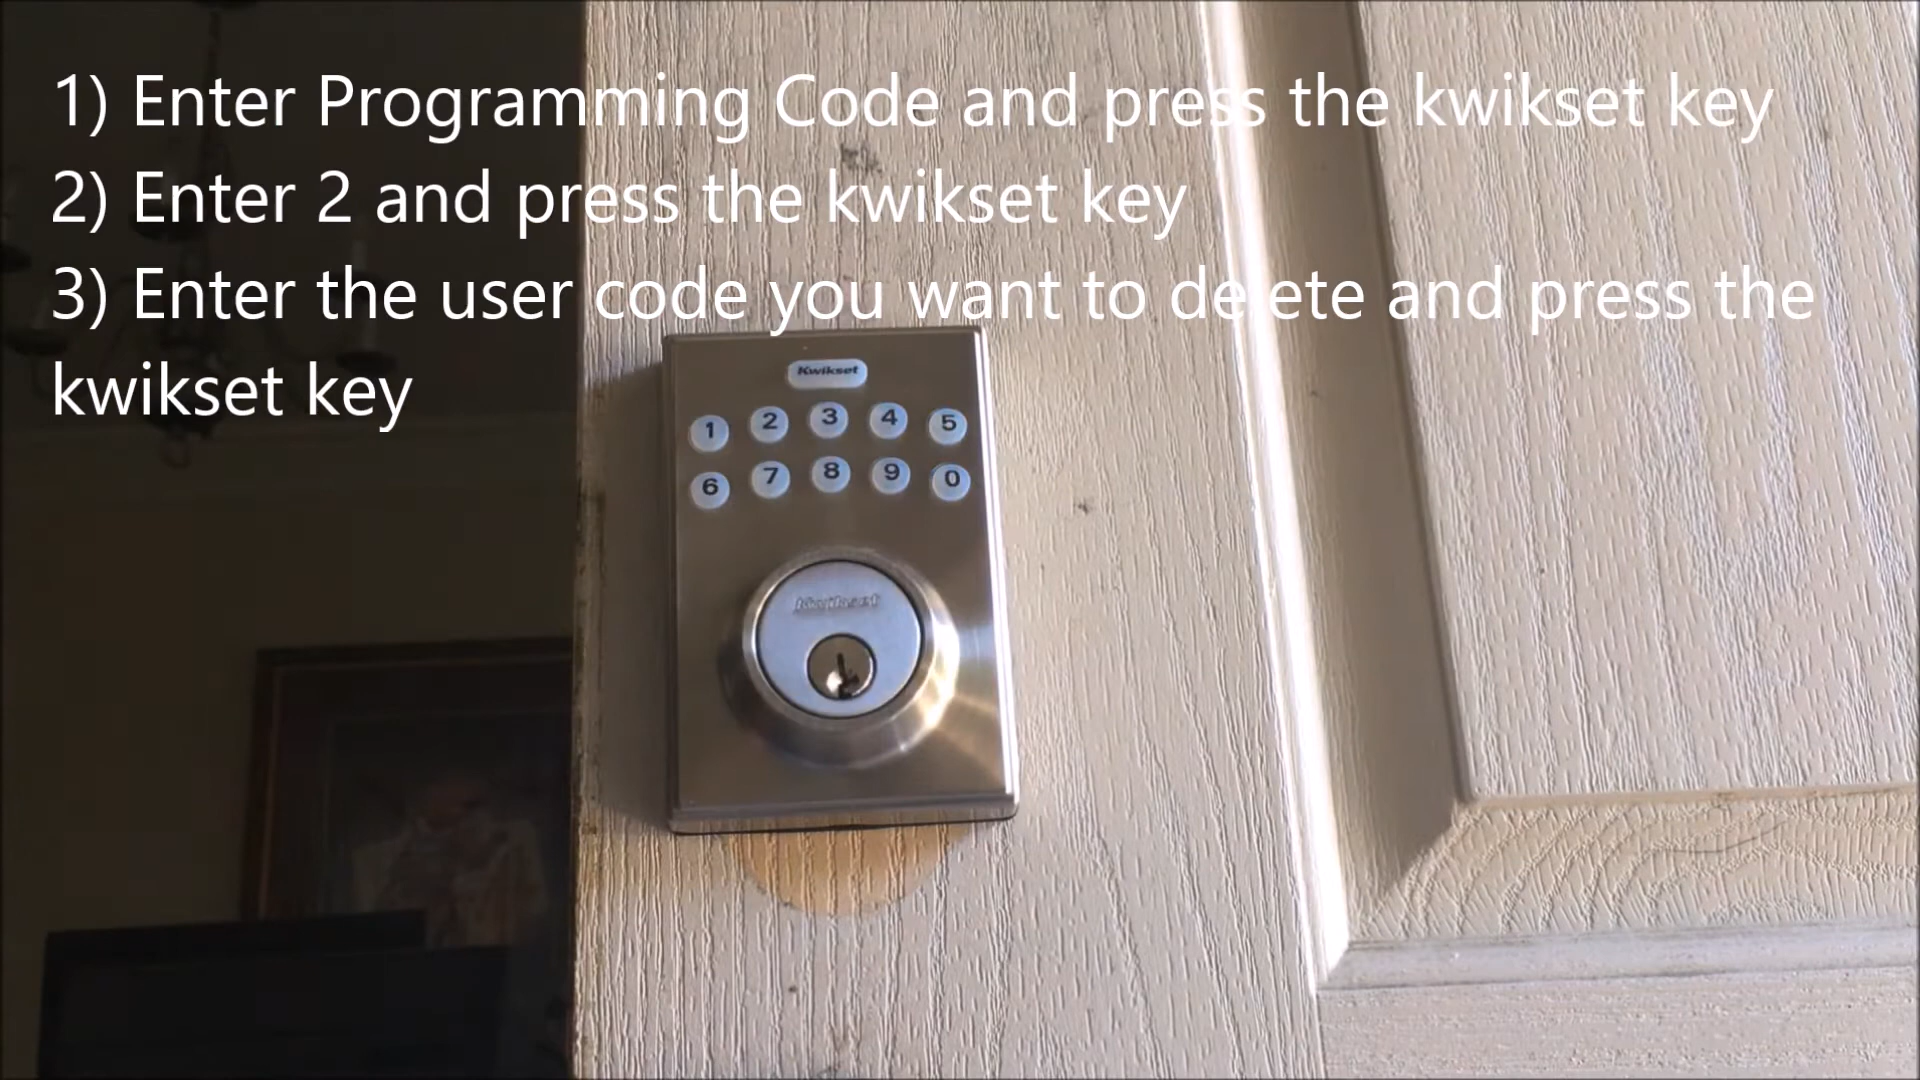 1) Enter Programming Code and press the kwikset key
2) Enter 2 and press the kwikset key
3) Enter the user code you want to delete and press the
kwikset key
Kwikset
1 2 3 4 5
6 7 8 9 0
Kwikset